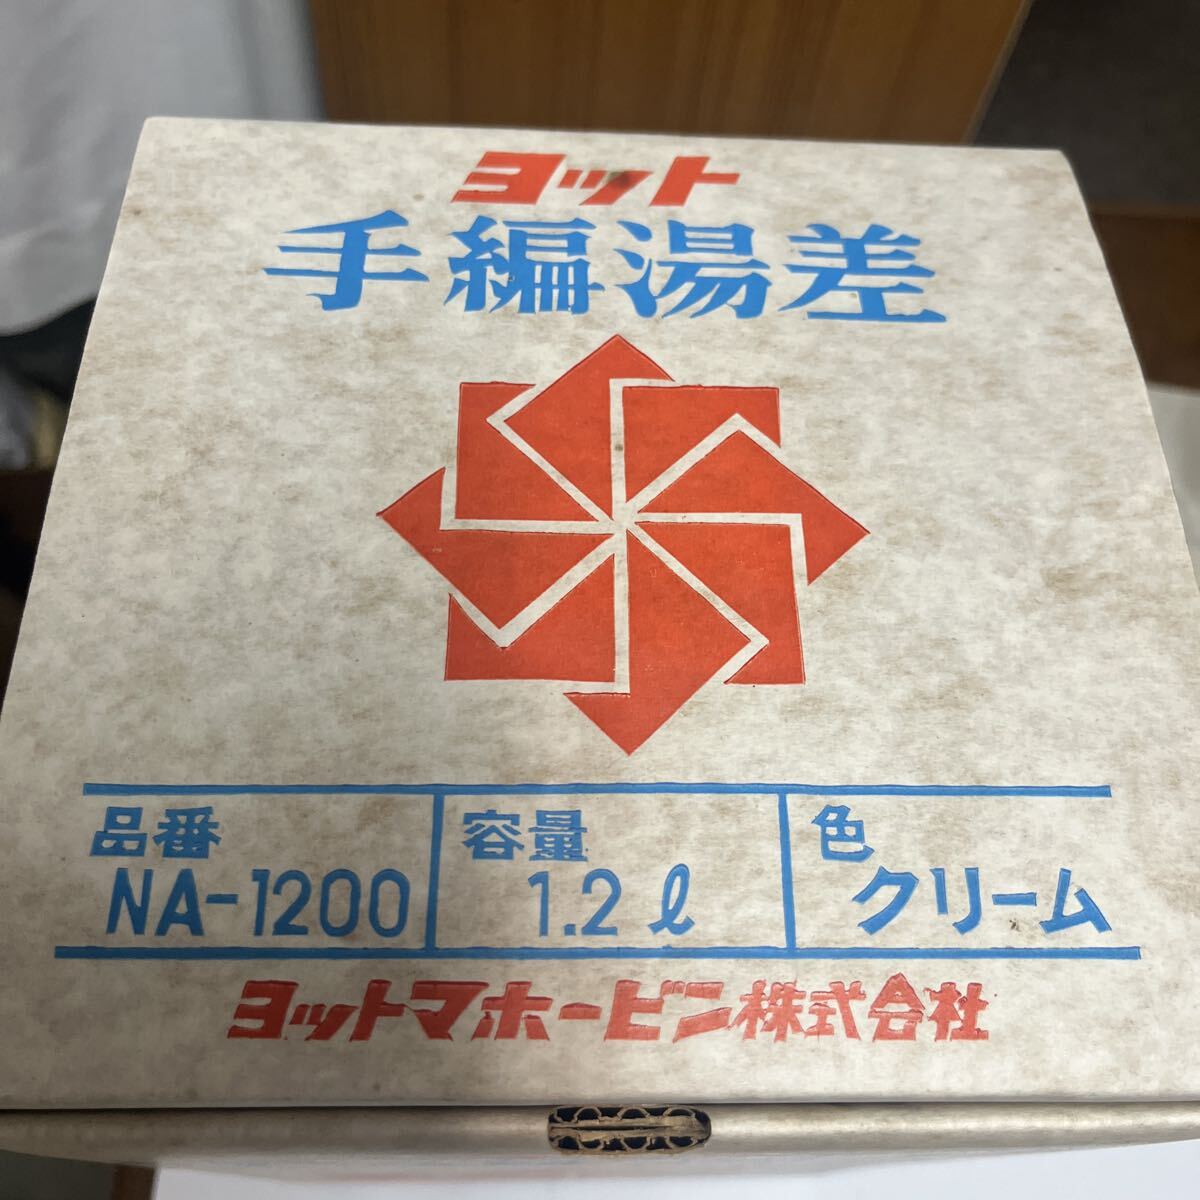 ヨット
手編湯差
品番 容量 色
NA-1200 1.2ℓ クリーム
ヨットマホービン株式会社